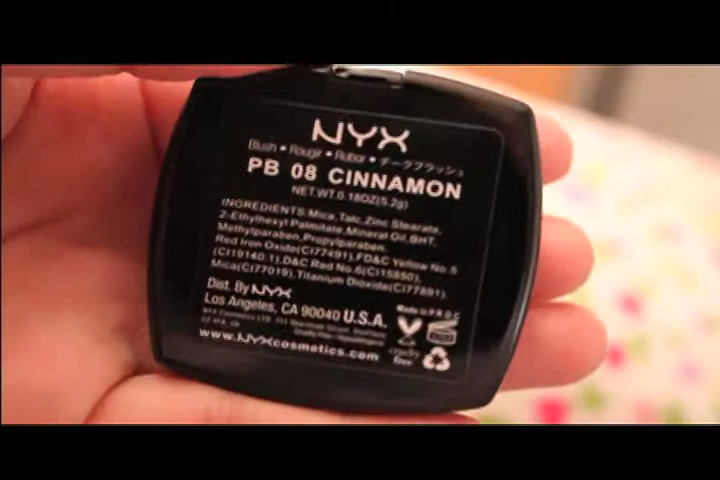 NYX
Blush • Rouge • Rubor • チークブラッシュ
PB 08 CINNAMON
NET.WT.0.18OZ(5.2g)
INGREDIENTS:Mica,Talc,Zinc Stearate,
2-Ethylhexyl Palmitate,Mineral Oil,BHT,
Methylparaben,Propylparaben.
Red Iron Oxide(CI77491),FD&C Yellow No.5
(CI19140:1),D&C Red No.6(CI15850),
Mica(CI77019),Titanium Dioxide(CI77891).
Dist. By NYX
Los Angeles, CA 90040 U.S.A.
Made in P.R.C
www.NYXcosmetics.com
cruelty
free